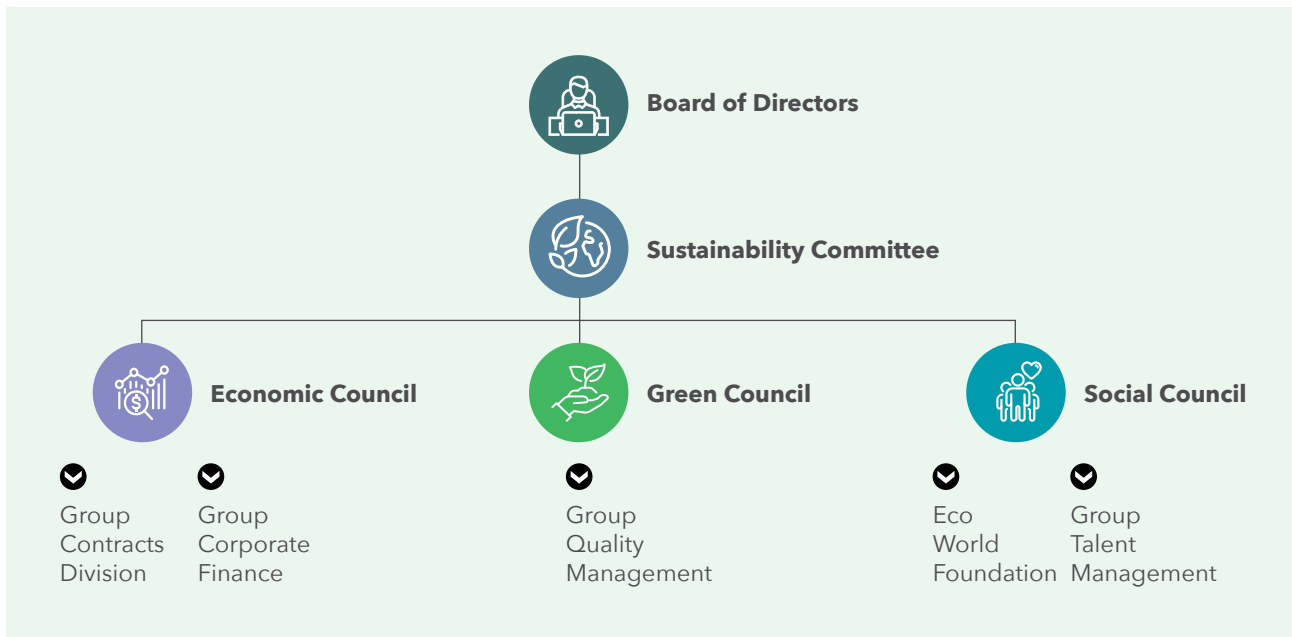 Board of Directors
Sustainability Committee
Economic Council
Green Council
Social Council
Group
Contracts
Division
Group
Corporate
Finance
Group
Quality
Management
Eco
World
Foundation
Group
Talent
Management